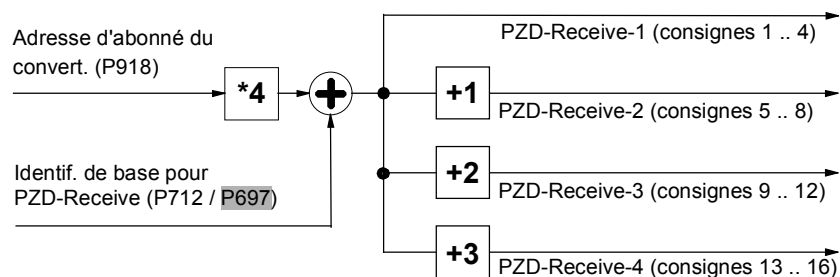 Adresse d'abonné du
convert. (P918)
*4
Identif. de base pour
PZD-Receive (P712 / P697)
PZD-Receive-1 (consignes 1 .. 4)
+1
PZD-Receive-2 (consignes 5 .. 8)
+2
PZD-Receive-3 (consignes 9 .. 12)
+3
PZD-Receive-4 (consignes 13 .. 16)